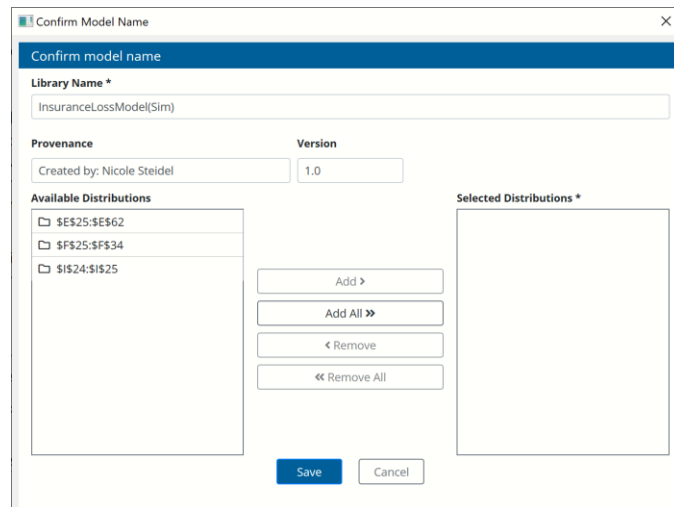 Confirm Model Name
Confirm model name
Library Name *
InsuranceLossModel(Sim)
Provenance
Version
Created by: Nicole Steidel
1.0
Available Distributions
Selected Distributions *
$E$25:$E$62
$F$25:$F$34
$I$24:$I$25
Add >
Add All »
< Remove
« Remove All
Save
Cancel